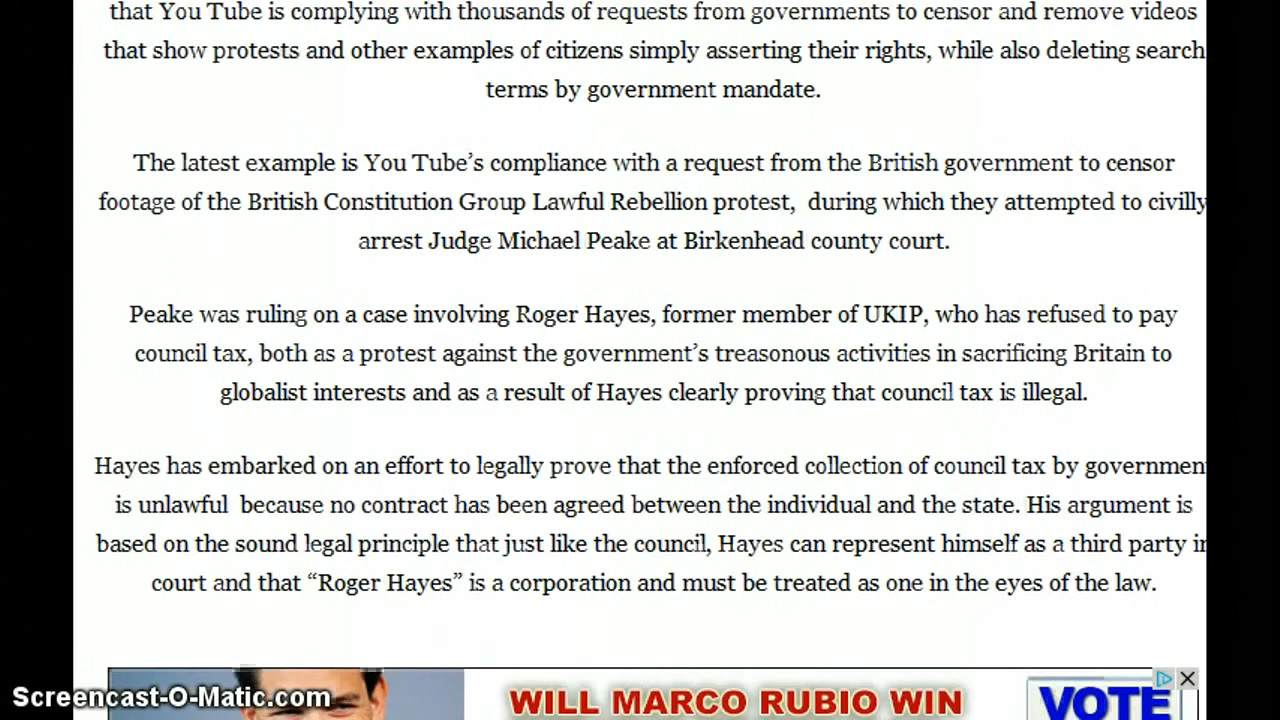 that You Tube is complying with thousands of requests from governments to censor and remove videos
that show protests and other examples of citizens simply asserting their rights, while also deleting search
terms by government mandate.
The latest example is You Tube’s compliance with a request from the British government to censor
footage of the British Constitution Group Lawful Rebellion protest,  during which they attempted to civilly
arrest Judge Michael Peake at Birkenhead county court.
Peake was ruling on a case involving Roger Hayes, former member of UKIP, who has refused to pay
council tax, both as a protest against the government’s treasonous activities in sacrificing Britain to
globalist interests and as a result of Hayes clearly proving that council tax is illegal.
Hayes has embarked on an effort to legally prove that the enforced collection of council tax by government
is unlawful  because no contract has been agreed between the individual and the state. His argument is
based on the sound legal principle that just like the council, Hayes can represent himself as a third party in
court and that “Roger Hayes” is a corporation and must be treated as one in the eyes of the law.
Screencast-O-Matic.com
WILL MARCO RUBIO WIN
VOTE